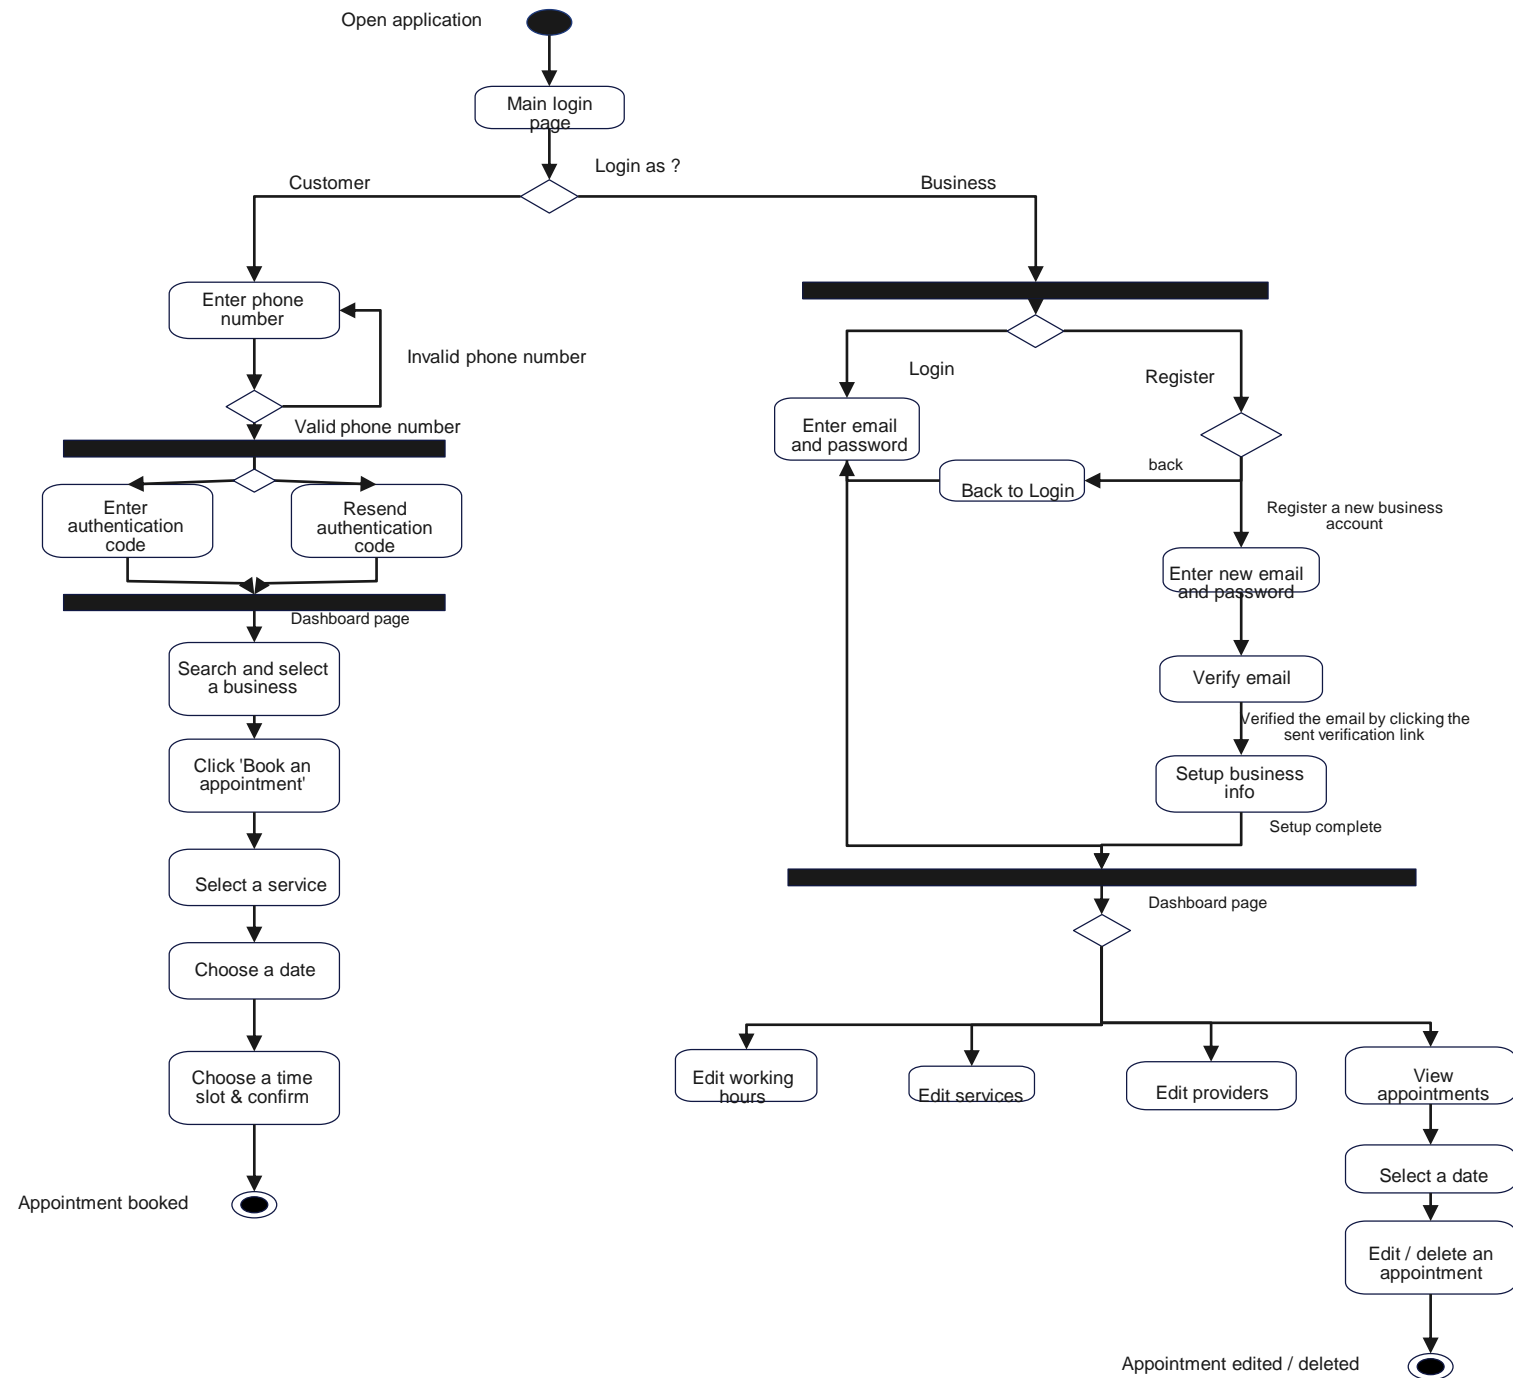 Open application
Main login
page
Login as ?
Customer
Business
Enter phone
number
Invalid phone number
Valid phone number
Enter
authentication
code
Resend
authentication
code
Dashboard page
Search and select
a business
Click 'Book an
appointment'
Select a service
Choose a date
Choose a time
slot & confirm
Appointment booked
Login
Register
Enter email
and password
back
Back to Login
Register a new business
account
Enter new email
and password
Verify email
Verified the email by clicking the
sent verification link
Setup business
info
Setup complete
Dashboard page
Edit working
hours
Edit services
Edit providers
View
appointments
Select a date
Edit / delete an
appointment
Appointment edited / deleted